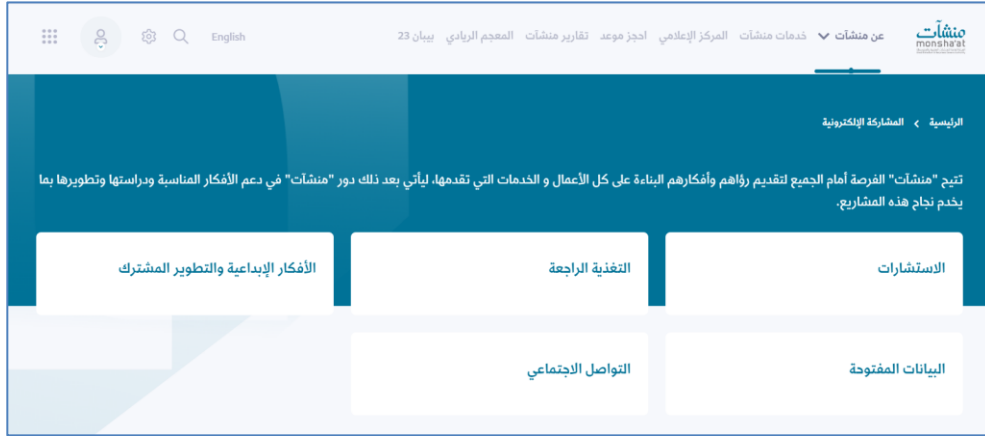 منشآت
monsha'at
عن منشآت خدمات منشآت المركز الإعلامي احجز موعد تقارير منشآت المعجم الريادي بيبان 23
English
الرئيسية > المشاركة الإلكترونية
تتيح "منشآت" الفرصة أمام الجميع لتقديم رؤاهم وأفكارهم البناءة على كل الأعمال و الخدمات التي تقدمها، ليأتي بعد ذلك دور "منشآت" في دعم الأفكار المناسبة ودراستها وتطويرها بما
يخدم نجاح هذه المشاريع.
الاستشارات
التغذية الراجعة
الأفكار الإبداعية والتطوير المشترك
البيانات المفتوحة
التواصل الاجتماعي